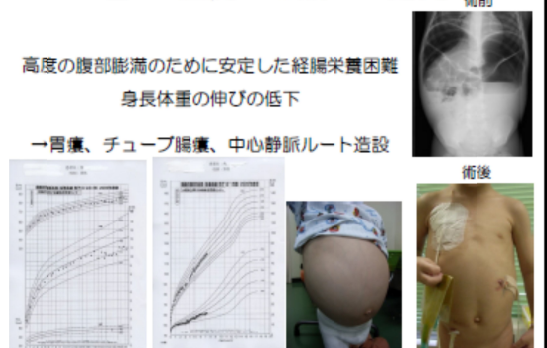 術前
高度の腹部膨満のために安定した経腸栄養困難
身長体重の伸びの低下
→胃瘻、チューブ腸瘻、中心静脈ルート造設
術後